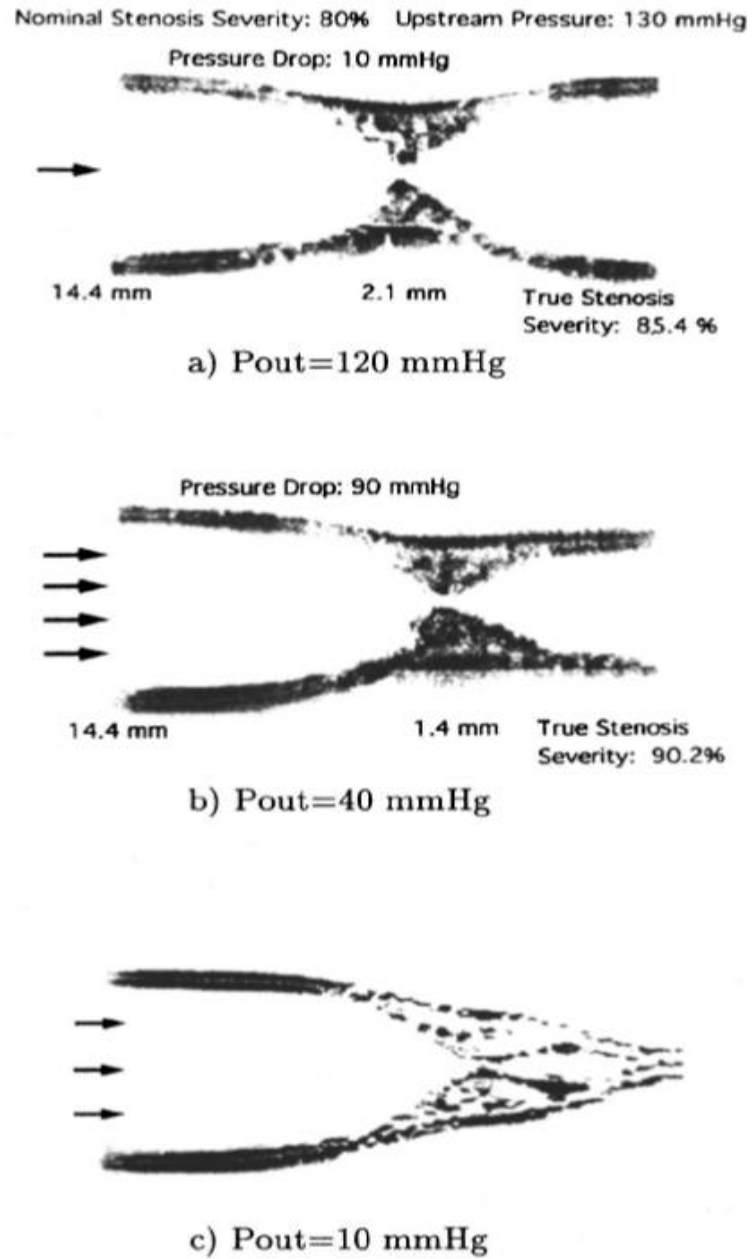 Nominal Stenosis Severity: 80% Upstream Pressure: 130 mmHg
Pressure Drop: 10 mmHg
14.4 mm 2.1 mm True Stenosis
Severity: 85.4 %
a) Pout=120 mmHg
Pressure Drop: 90 mmHg
14.4 mm 1.4 mm True Stenosis
Severity: 90.2%
b) Pout=40 mmHg
c) Pout=10 mmHg